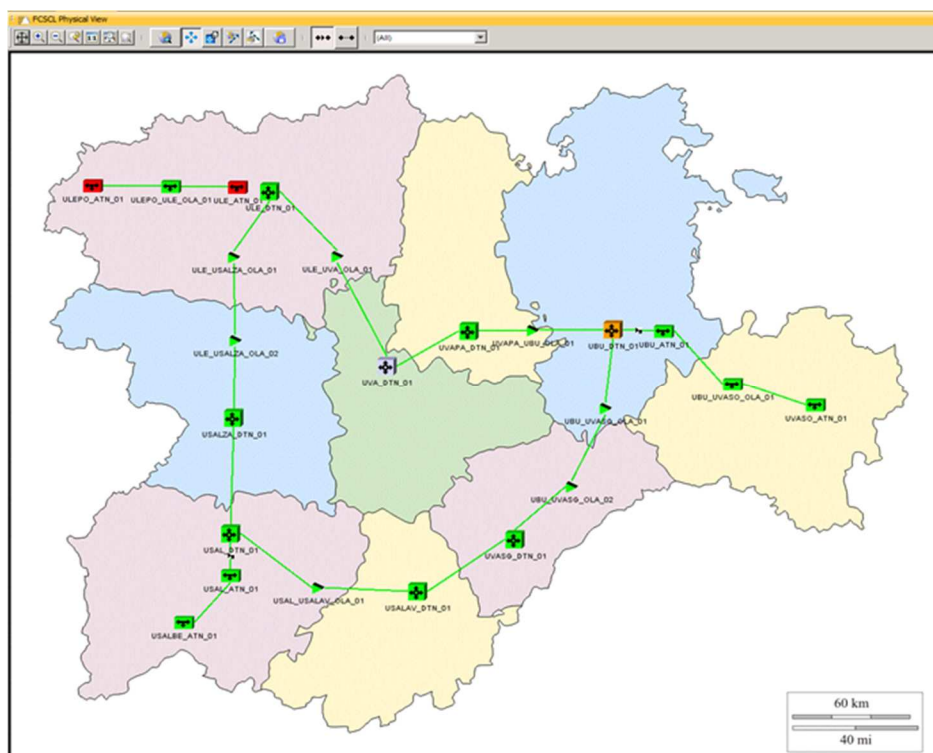 FCSCL Physical View
(All)
ULEPO_ATN_01
ULEPO_ULE_OLA_01
ULE_ATN_01
ULE_DTN_01
ULE_USALZA_OLA_01
ULE_UVA_OLA_01
ULE_USALZA_OLA_02
UVAPA_DTN_01
UVAPA_UBU_OLA_01
UBU_DTN_01
UBU_ATN_01
UVA_DTN_01
UBU_UVASO_OLA_01
UVASO_ATN_01
USALZA_DTN_01
UBU_UVASG_OLA_01
UBU_UVASG_OLA_02
USAL_DTN_01
UVASG_DTN_01
USAL_ATN_01
USAL_USALAV_OLA_01
USALAV_DTN_01
USALBE_ATN_01
60 km
40 mi